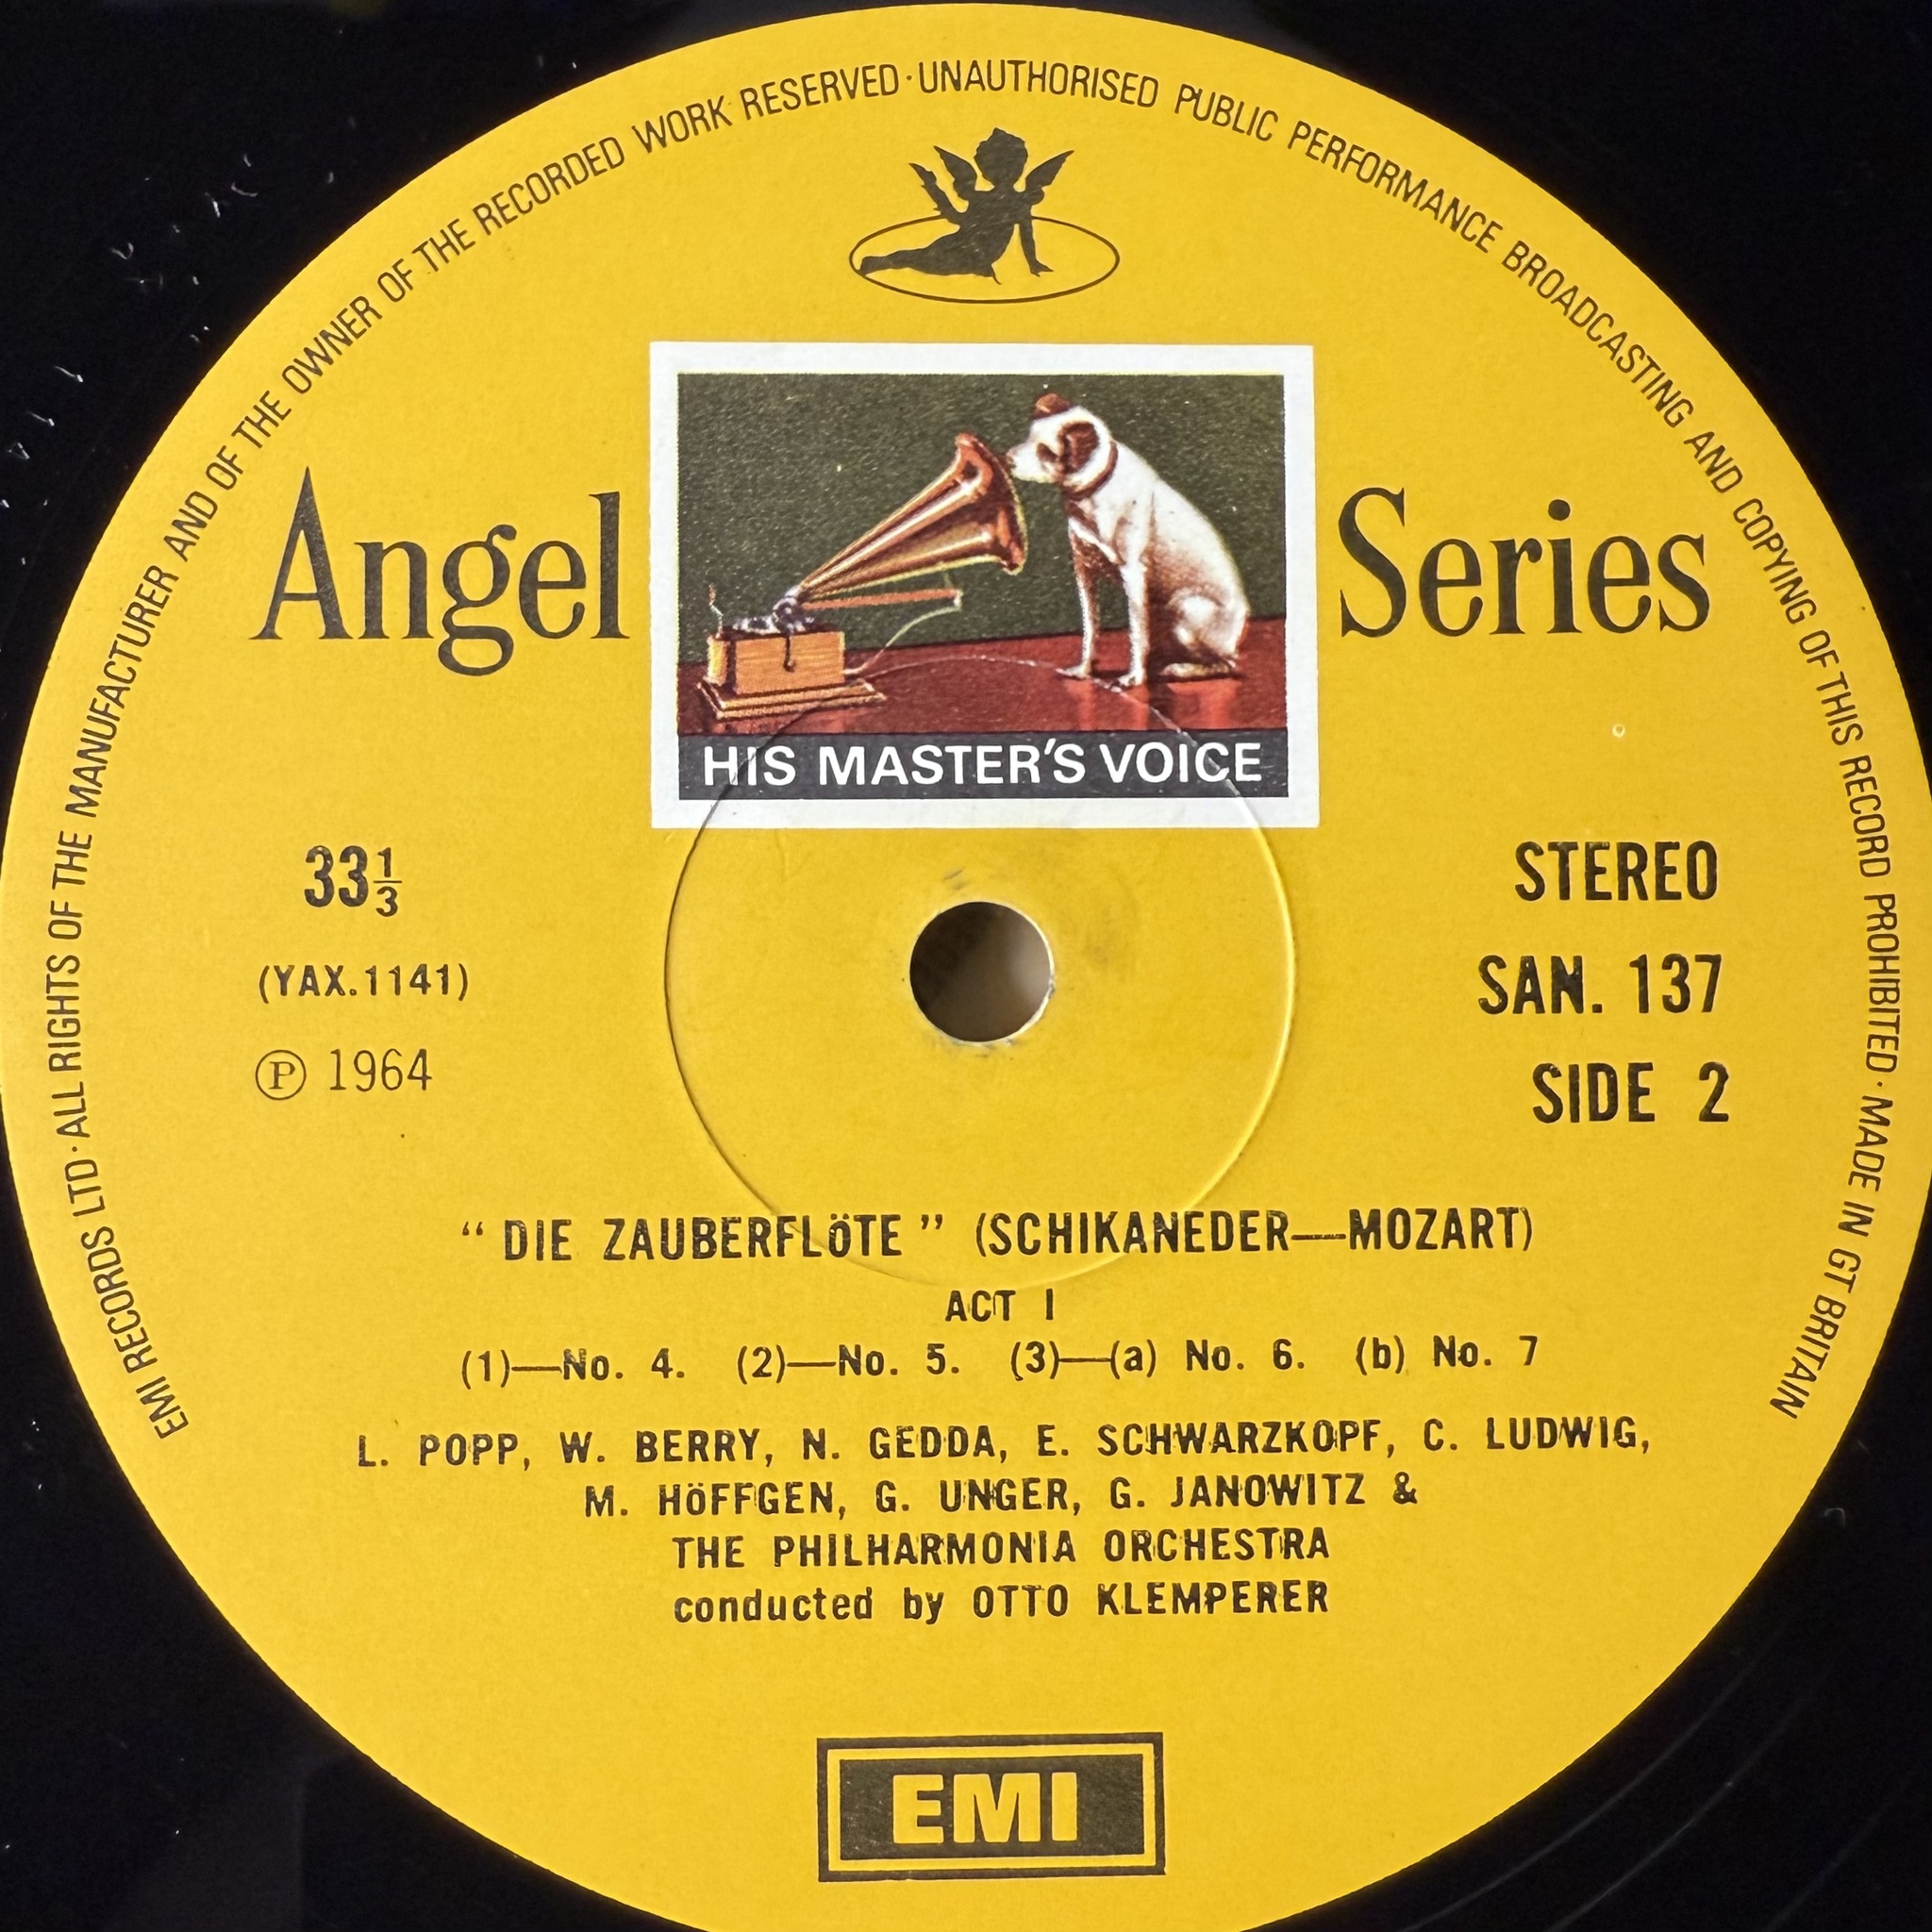 EMI RECORDS LTD · ALL RIGHTS OF THE MANUFACTURER AND OF THE OWNER OF THE RECORDED WORK RESERVED · UNAUTHORISED PUBLIC PERFORMANCE BROADCASTING AND COPYING OF THIS RECORD PROHIBITED · MADE IN GT BRITAIN
Angel Series
HIS MASTER'S VOICE
33⅓
STEREO
(YAX.1141)
SAN. 137
Ⓟ 1964
SIDE 2
“ DIE ZAUBERFLöTE ” (SCHIKANEDER—MOZART)
ACT I
(1)—No. 4. (2)—No. 5. (3)—(a) No. 6. (b) No. 7
L. POPP, W. BERRY, N. GEDDA, E. SCHWARZKOPF, C. LUDWIG,
M. HöFFGEN, G. UNGER, G. JANOWITZ &
THE PHILHARMONIA ORCHESTRA
conducted by OTTO KLEMPERER
EMI